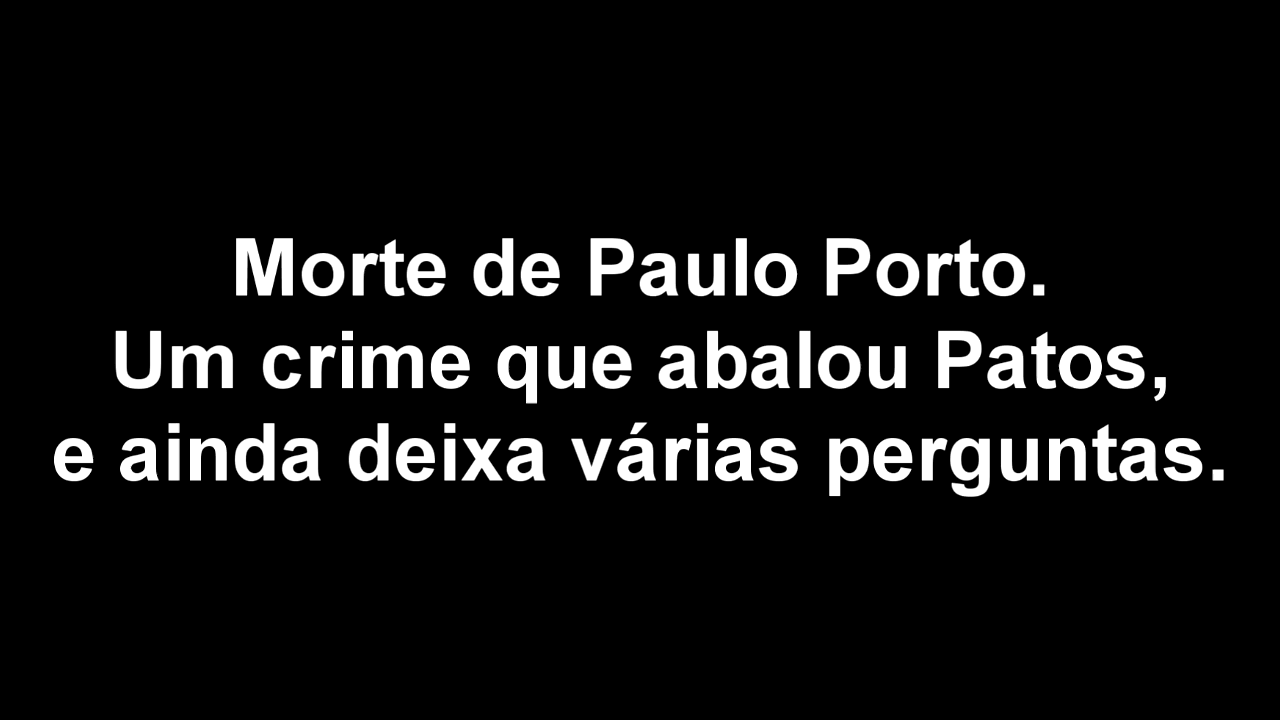 Morte de Paulo Porto.
Um crime que abalou Patos,
e ainda deixa várias perguntas.